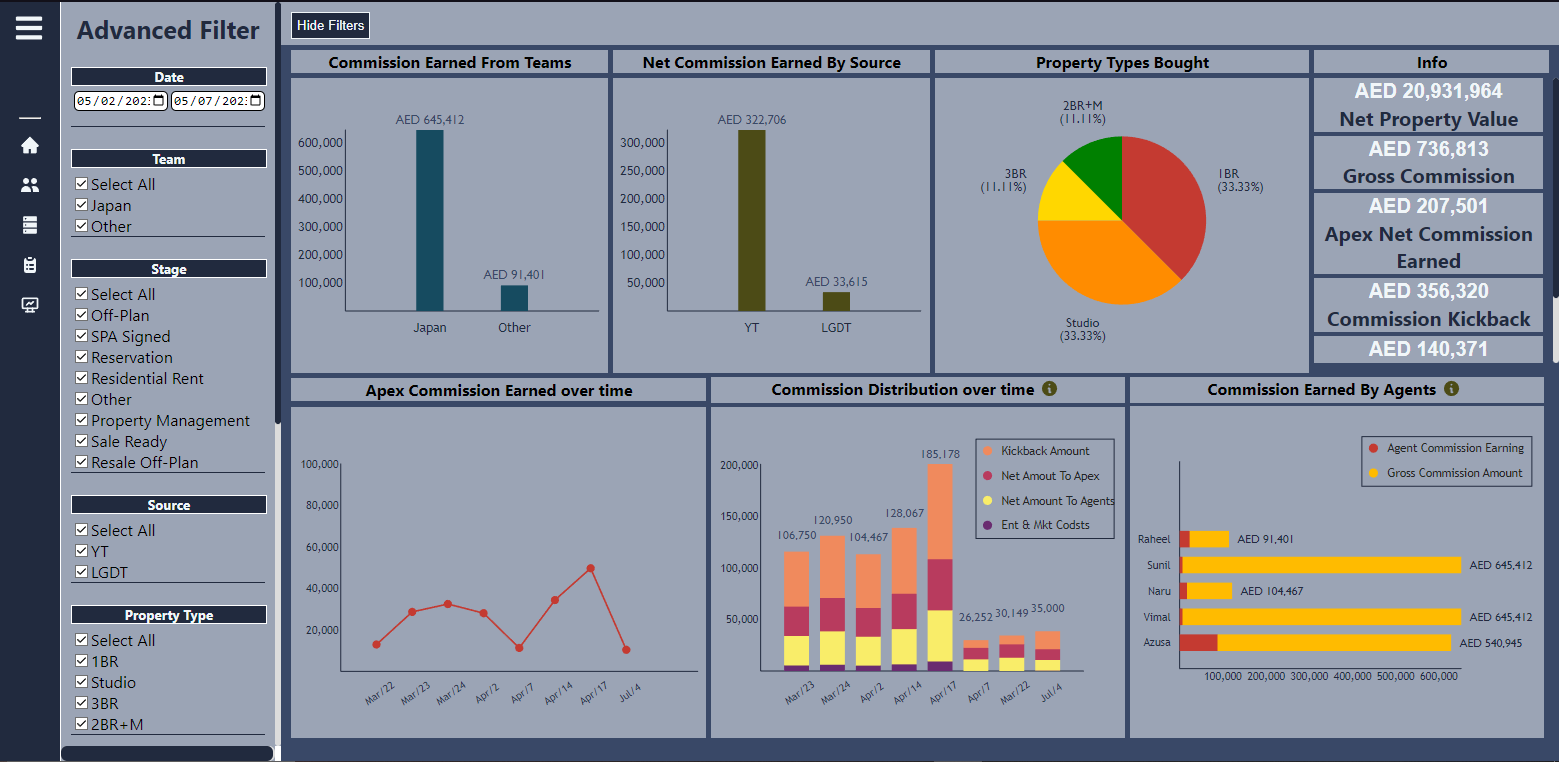 Advanced Filter
Date
05/02/202
05/07/202
Team
Select All
Japan
Other
Stage
Select All
Off-Plan
SPA Signed
Reservation
Residential Rent
Other
Property Management
Sale Ready
Resale Off-Plan
Source
Select All
YT
LGDT
Property Type
Select All
1BR
Studio
3BR
2BR+M
Hide Filters
Commission Earned From Teams
AED 645,412
AED 91,401
600,000
500,000
400,000
300,000
200,000
100,000
Japan Other
Net Commission Earned By Source
AED 322,706
AED 33,615
300,000
250,000
200,000
150,000
100,000
50,000
YT LGDT
Property Types Bought
2BR+M
(11.11%)
3BR
(11.11%)
1BR
(33.33%)
Studio
(33.33%)
Info
AED 20,931,964
Net Property Value
AED 736,813
Gross Commission
AED 207,501
Apex Net Commission
Earned
AED 356,320
Commission Kickback
AED 140,371
Apex Commission Earned over time
100,000
80,000
60,000
40,000
20,000
Mar/22 Mar/23 Mar/24 Apr/2 Apr/7 Apr/14 Apr/17 Jul/4
Commission Distribution over time
Kickback Amount
Net Amout To Apex
Net Amount To Agents
Ent & Mkt Codsts
200,000
150,000
100,000
50,000
106,750
120,950
104,467
128,067
185,178
26,252
30,149
35,000
Mar/23 Mar/24 Apr/2 Apr/14 Apr/17 Apr/7 Mar/22 Jul/4
Commission Earned By Agents
Agent Commission Earning
Gross Commission Amount
Raheel AED 91,401
Sunil AED 645,412
Naru AED 104,467
Vimal AED 645,412
Azusa AED 540,945
100,000 200,000 300,000 400,000 500,000 600,000